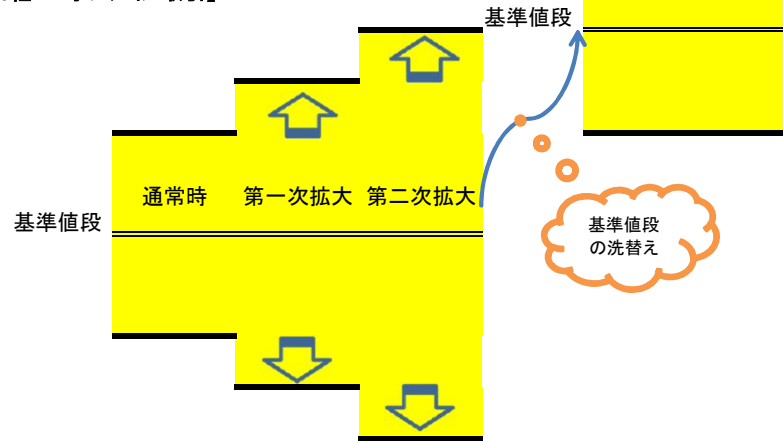 基準値段
通常時
第一次拡大
第二次拡大
基準値段
基準値段
の洗替え